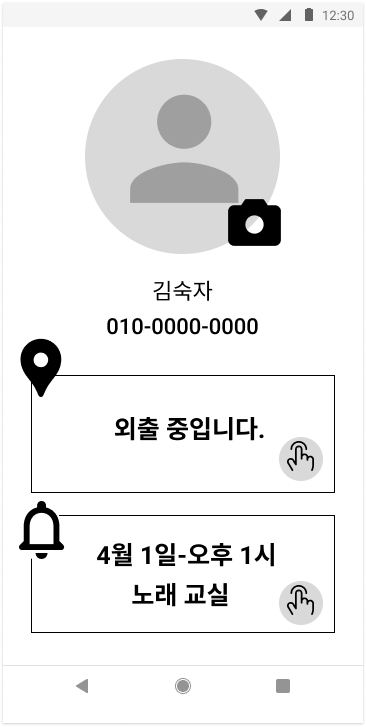 12:30
김숙자
010-0000-0000
외출 중입니다.
4월 1일-오후 1시
노래 교실